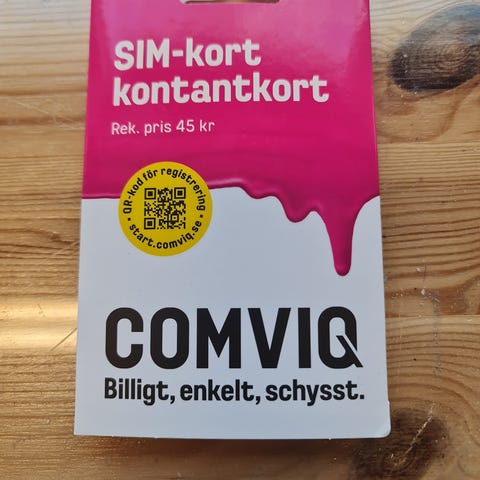 SIM-kort
kontantkort
Rek. pris 45 kr
QR-kod för registrering
start.comviq.se
COMVIQ
Billigt, enkelt, schysst.